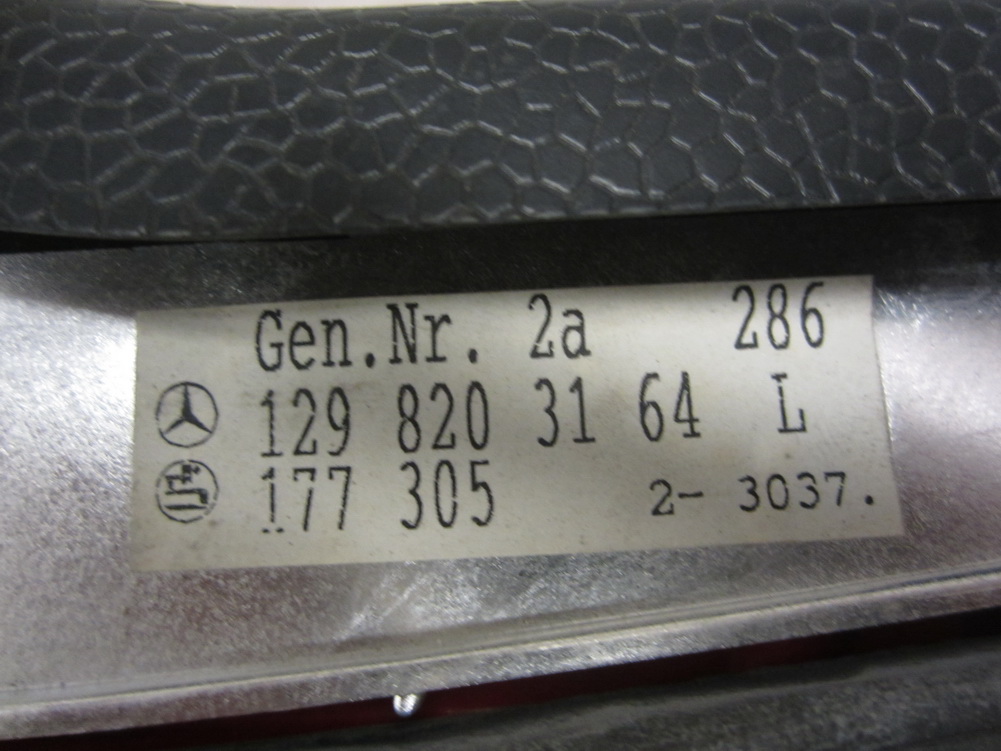 Gen.Nr. 2a 286
129 820 31 64 L
177 305 2- 3037.